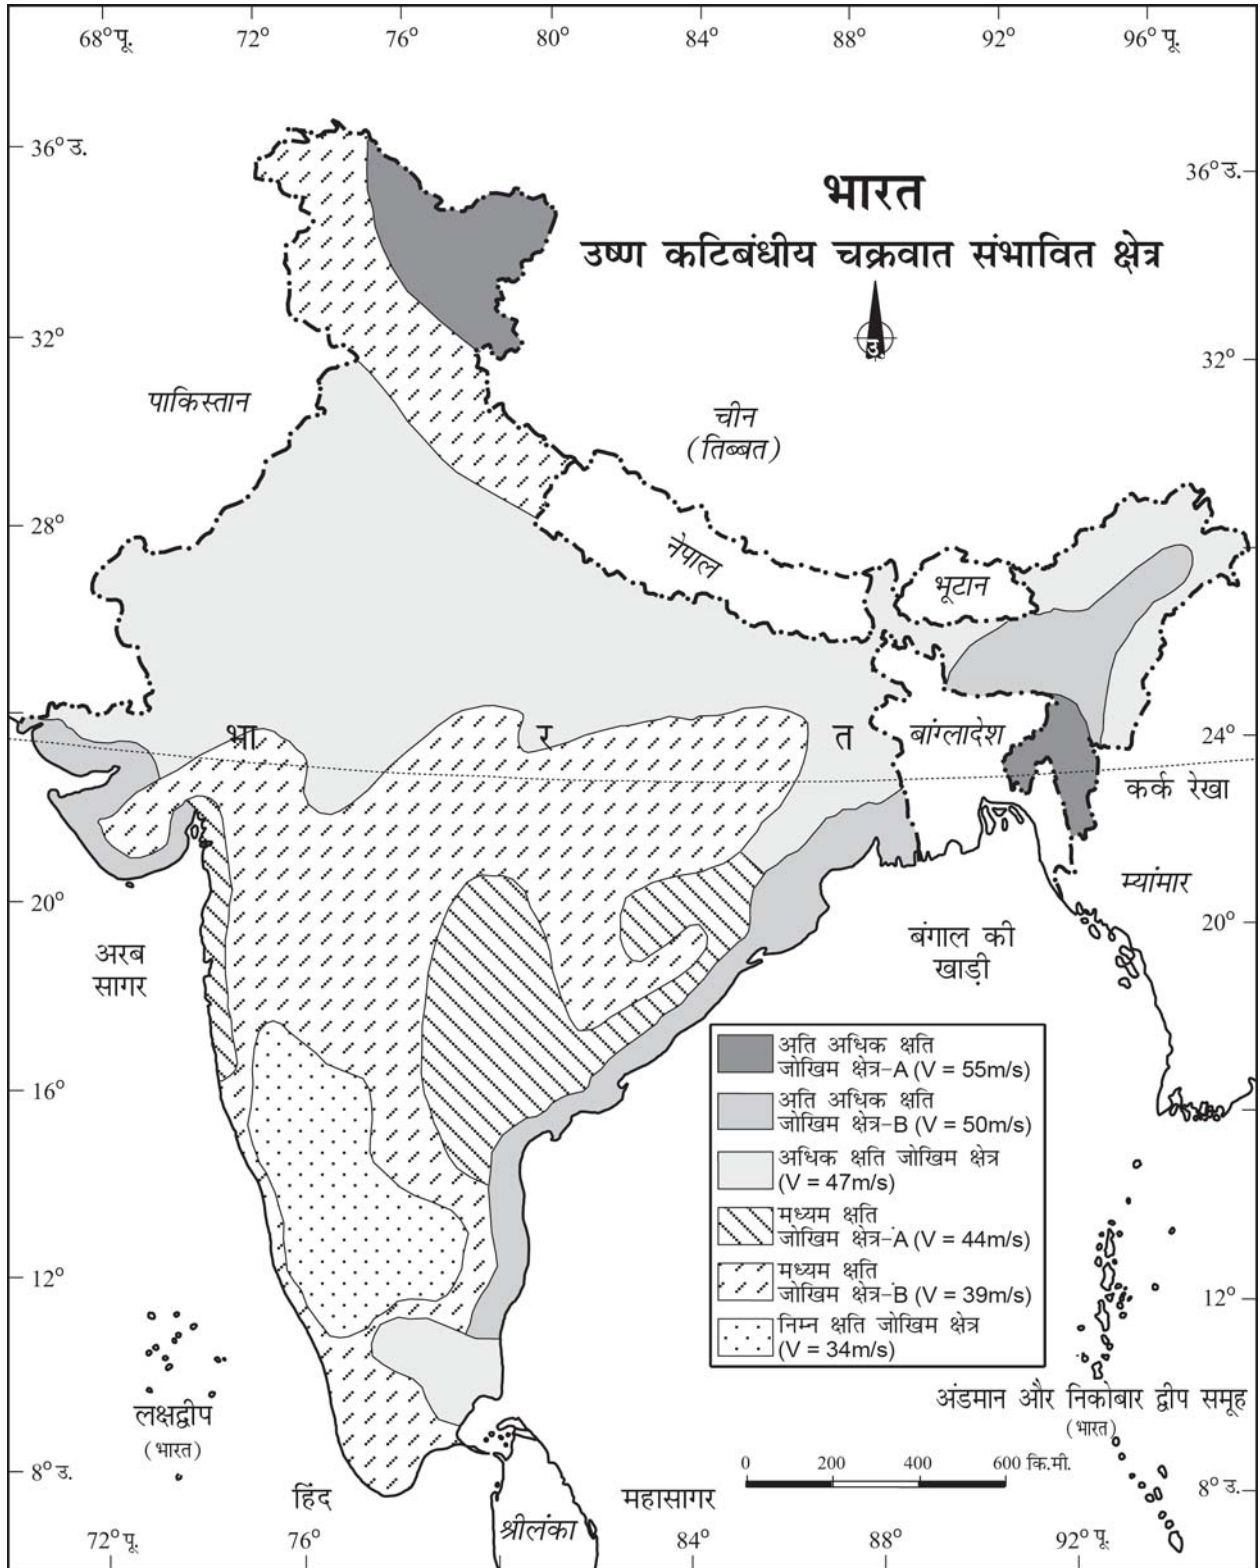 68° पू.
72°
76°
80°
84°
88°
92°
96° पू.
36° उ.
36° उ.
भारत
उष्ण कटिबंधीय चक्रवात संभावित क्षेत्र
उ.
32°
32°
पाकिस्तान
चीन
(तिब्बत)
28°
नेपाल
भूटान
भा
र
त
बांग्लादेश
24°
कर्क रेखा
म्यांमार
20°
20°
अरब
सागर
बंगाल की
खाड़ी
अति अधिक क्षति
जोखिम क्षेत्र-A (V = 55m/s)
अति अधिक क्षति
जोखिम क्षेत्र-B (V = 50m/s)
अधिक क्षति जोखिम क्षेत्र
(V = 47m/s)
मध्यम क्षति
जोखिम क्षेत्र-A (V = 44m/s)
मध्यम क्षति
जोखिम क्षेत्र-B (V = 39m/s)
निम्न क्षति जोखिम क्षेत्र
(V = 34m/s)
16°
12°
12°
लक्षद्वीप
(भारत)
अंडमान और निकोबार द्वीप समूह
(भारत)
0 200 400 600 कि.मी.
8° उ.
8° उ.
हिंद
महासागर
श्रीलंका
72° पू.
76°
84°
88°
92° पू.